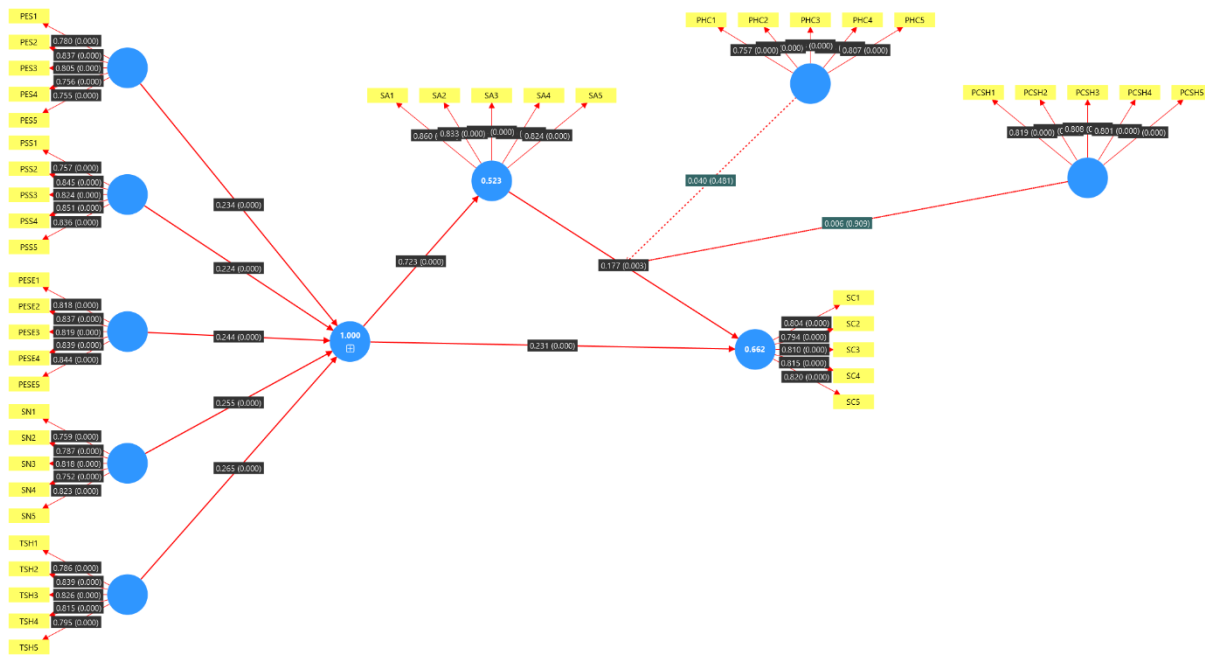 PES1
PES2
PES3
PES4
PES5
0.780 (0.000)
0.837 (0.000)
0.805 (0.000)
0.756 (0.000)
0.755 (0.000)
PSS1
PSS2
PSS3
PSS4
PSS5
0.757 (0.000)
0.845 (0.000)
0.824 (0.000)
0.851 (0.000)
0.836 (0.000)
PESE1
PESE2
PESE3
PESE4
PESE5
0.818 (0.000)
0.837 (0.000)
0.819 (0.000)
0.839 (0.000)
0.844 (0.000)
SN1
SN2
SN3
SN4
SN5
0.759 (0.000)
0.787 (0.000)
0.818 (0.000)
0.752 (0.000)
0.823 (0.000)
TSH1
TSH2
TSH3
TSH4
TSH5
0.786 (0.000)
0.839 (0.000)
0.826 (0.000)
0.815 (0.000)
0.795 (0.000)
0.234 (0.000)
0.224 (0.000)
0.244 (0.000)
0.255 (0.000)
0.265 (0.000)
1.000
0.723 (0.000)
0.231 (0.000)
SA1 SA2 SA3 SA4 SA5
0.860 0.833 (0.000) (0.000) 0.824 (0.000)
0.523
PHC1 PHC2 PHC3 PHC4 PHC5
0.757 (0.000) (0.000) 0.807 (0.000)
0.040 (0.481)
PCSH1 PCSH2 PCSH3 PCSH4 PCSH5
0.819 (0.000) 0.808 0.801 (0.000) (0.000)
0.006 (0.909)
0.177 (0.003)
0.662
SC1
SC2
SC3
SC4
SC5
0.804 (0.000)
0.794 (0.000)
0.810 (0.000)
0.815 (0.000)
0.820 (0.000)